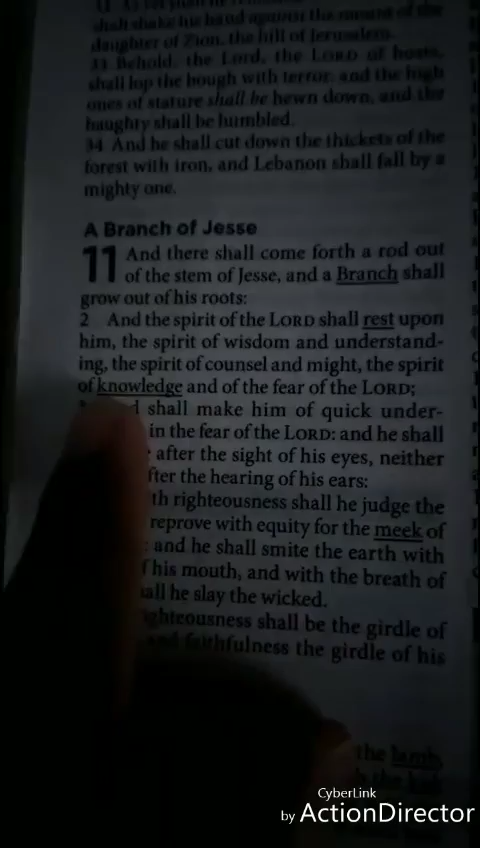 shall shake his hand against the mount of the
daughter of Zion, the hill of Jerusalem.
33 Behold, the Lord, the LORD of hosts,
shall lop the bough with terror: and the high
ones of stature shall be hewn down, and the
haughty shall be humbled.
34 And he shall cut down the thickets of the
forest with iron, and Lebanon shall fall by a
mighty one.
A Branch of Jesse
11 And there shall come forth a rod out
of the stem of Jesse, and a Branch shall
grow out of his roots:
2 And the spirit of the LORD shall rest upon
him, the spirit of wisdom and understand-
ing, the spirit of counsel and might, the spirit
of knowledge and of the fear of the LORD;
shall make him of quick under-
in the fear of the LORD: and he shall
after the sight of his eyes, neither
after the hearing of his ears:
righteousness shall he judge the
reprove with equity for the meek of
: and he shall smite the earth with
of his mouth, and with the breath of
shall he slay the wicked.
righteousness shall be the girdle of
and faithfulness the girdle of his
the lamb,
the kid
CyberLink
by ActionDirector